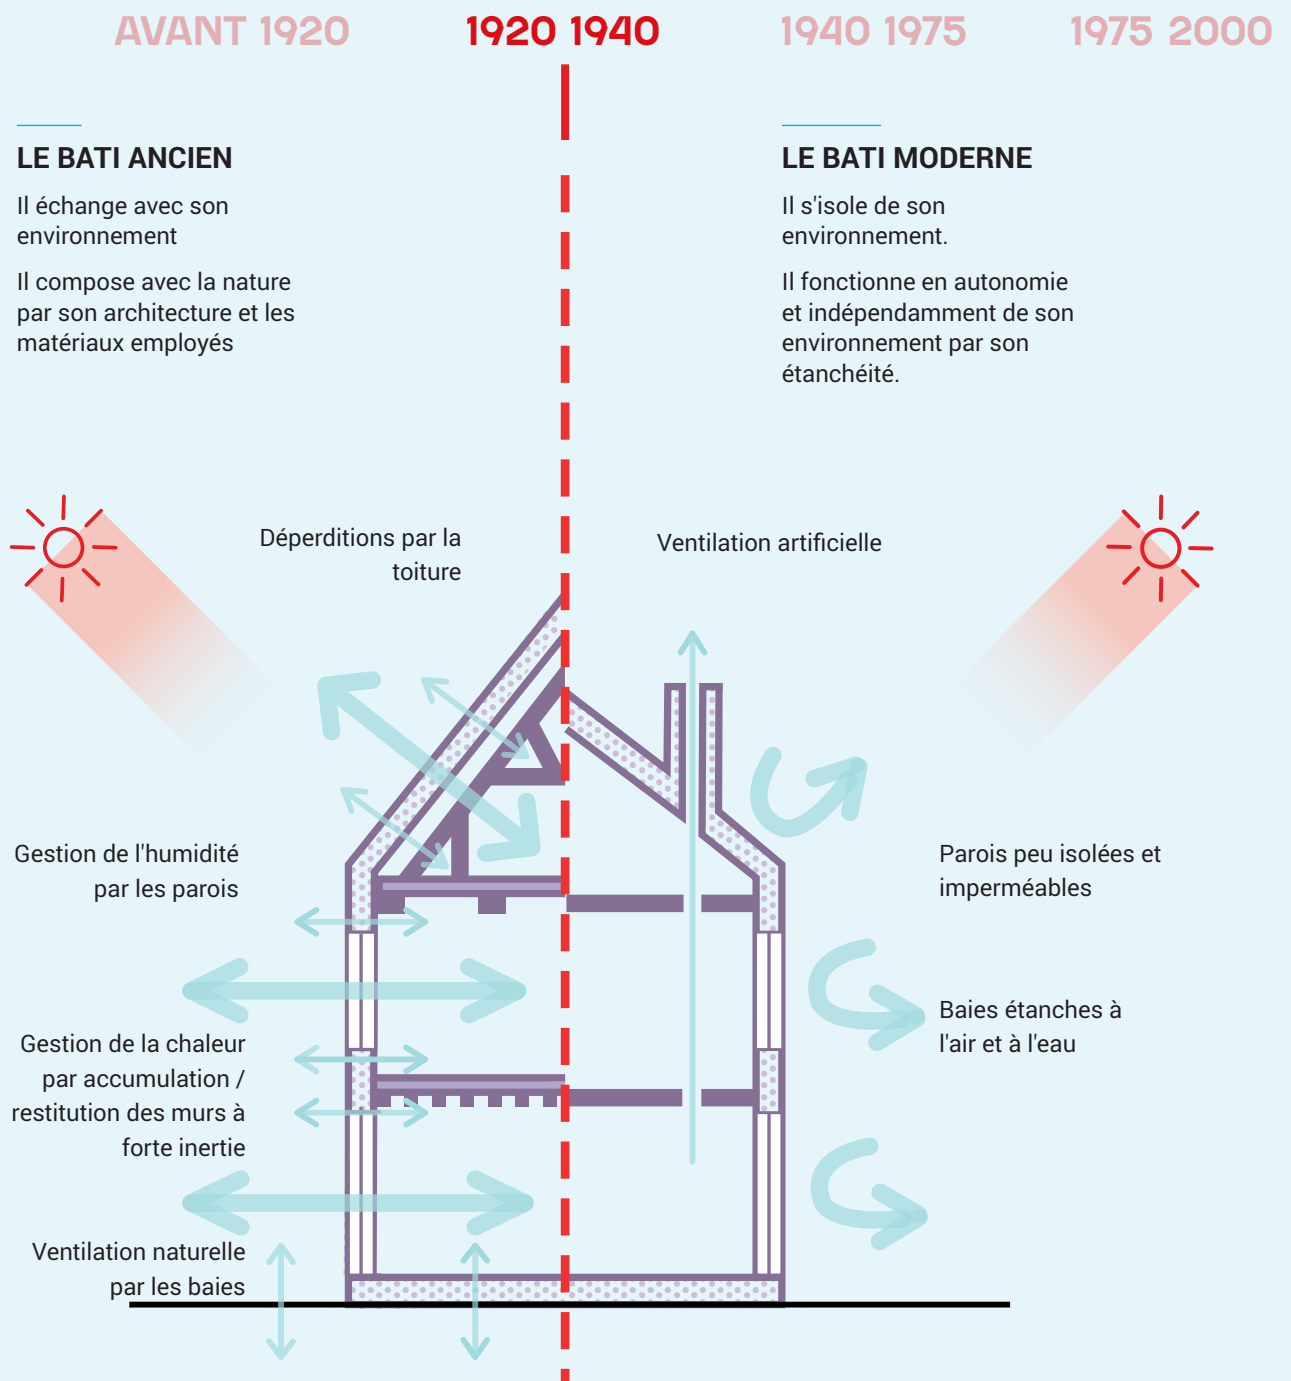 AVANT 1920
1920 1940
1940 1975
1975 2000
LE BATI ANCIEN
Il échange avec son
environnement
Il compose avec la nature
par son architecture et les
matériaux employés
LE BATI MODERNE
Il s'isole de son
environnement.
Il fonctionne en autonomie
et indépendamment de son
environnement par son
étanchéité.
Déperditions par la
toiture
Ventilation artificielle
Gestion de l'humidité
par les parois
Parois peu isolées et
imperméables
Gestion de la chaleur
par accumulation /
restitution des murs à
forte inertie
Baies étanches à
l'air et à l'eau
Ventilation naturelle
par les baies